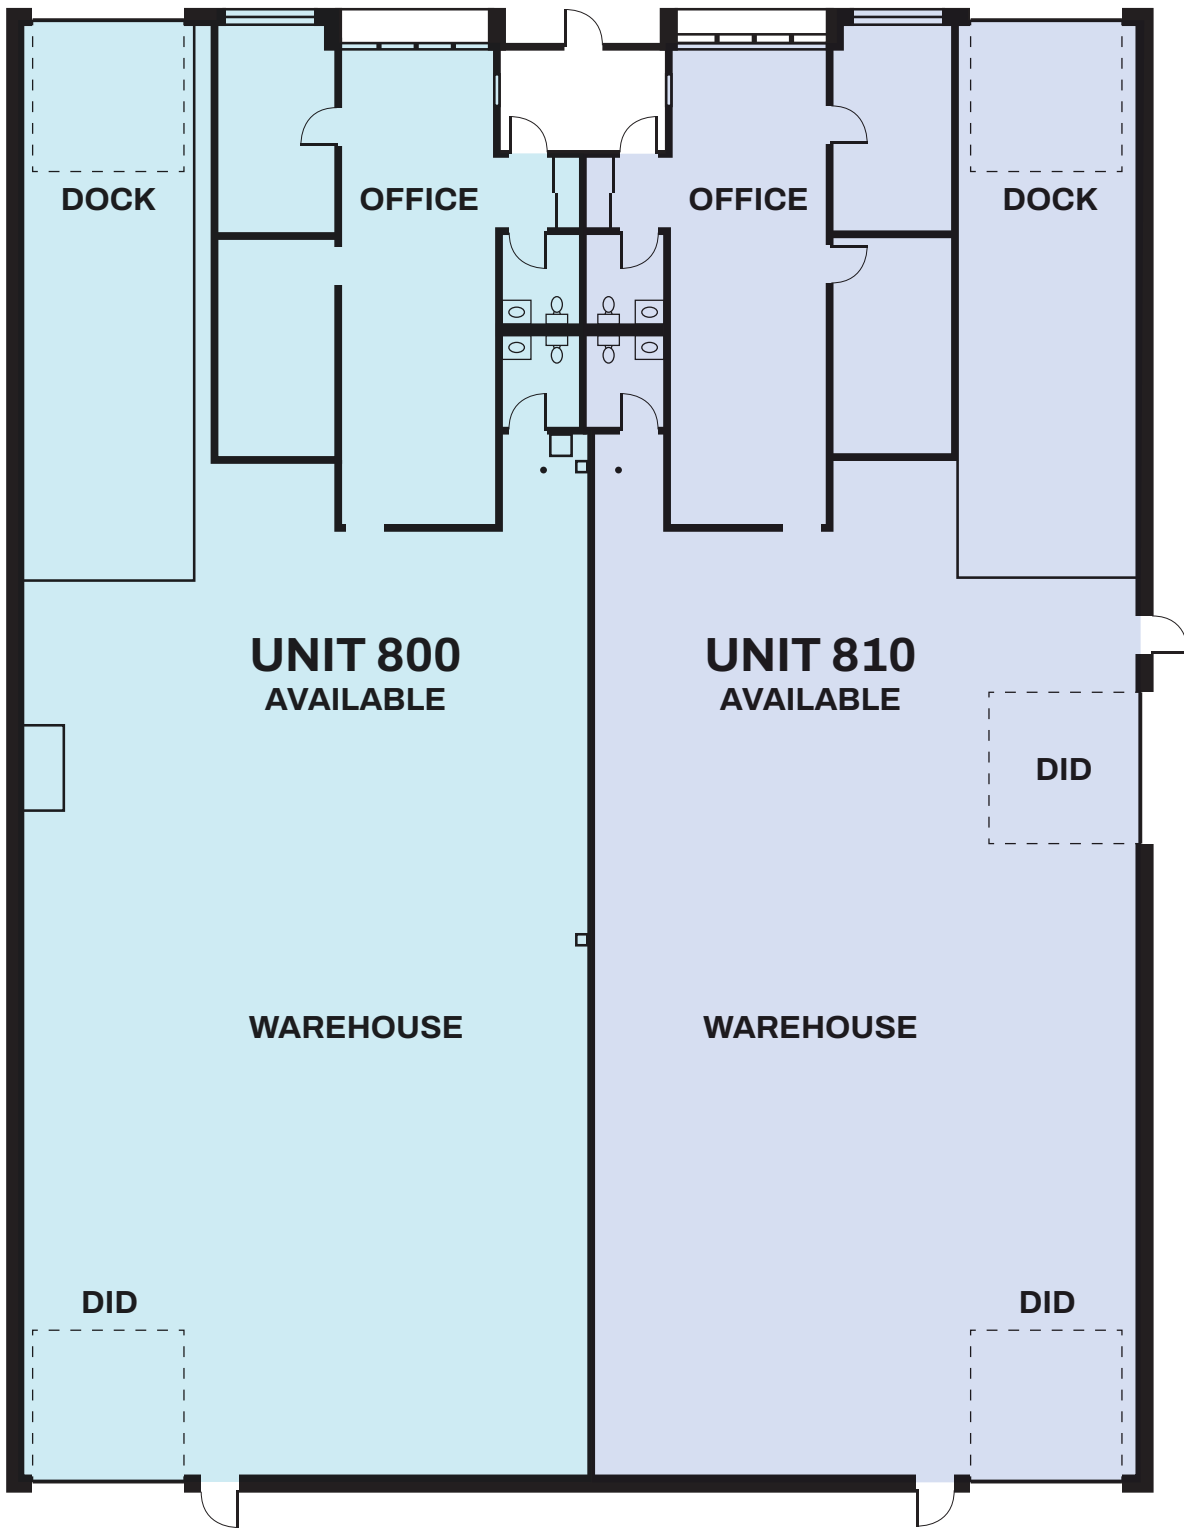 DOCK
OFFICE
OFFICE
DOCK
UNIT 800
AVAILABLE
UNIT 810
AVAILABLE
DID
WAREHOUSE
WAREHOUSE
DID
DID